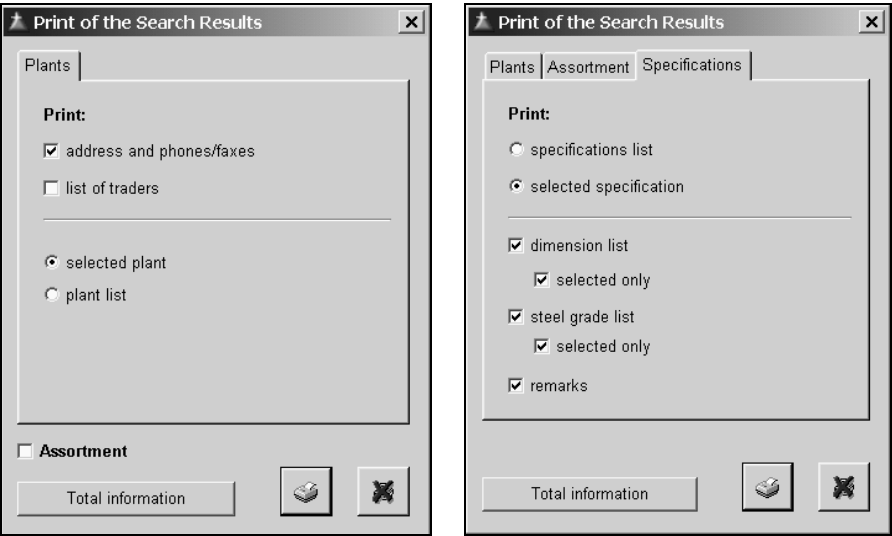 Print of the Search Results
Plants
Print:
address and phones/faxes
list of traders
selected plant
plant list
Assortment
Total information
Print of the Search Results
Plants Assortment Specifications
Print:
specifications list
selected specification
dimension list
selected only
steel grade list
selected only
remarks
Total information